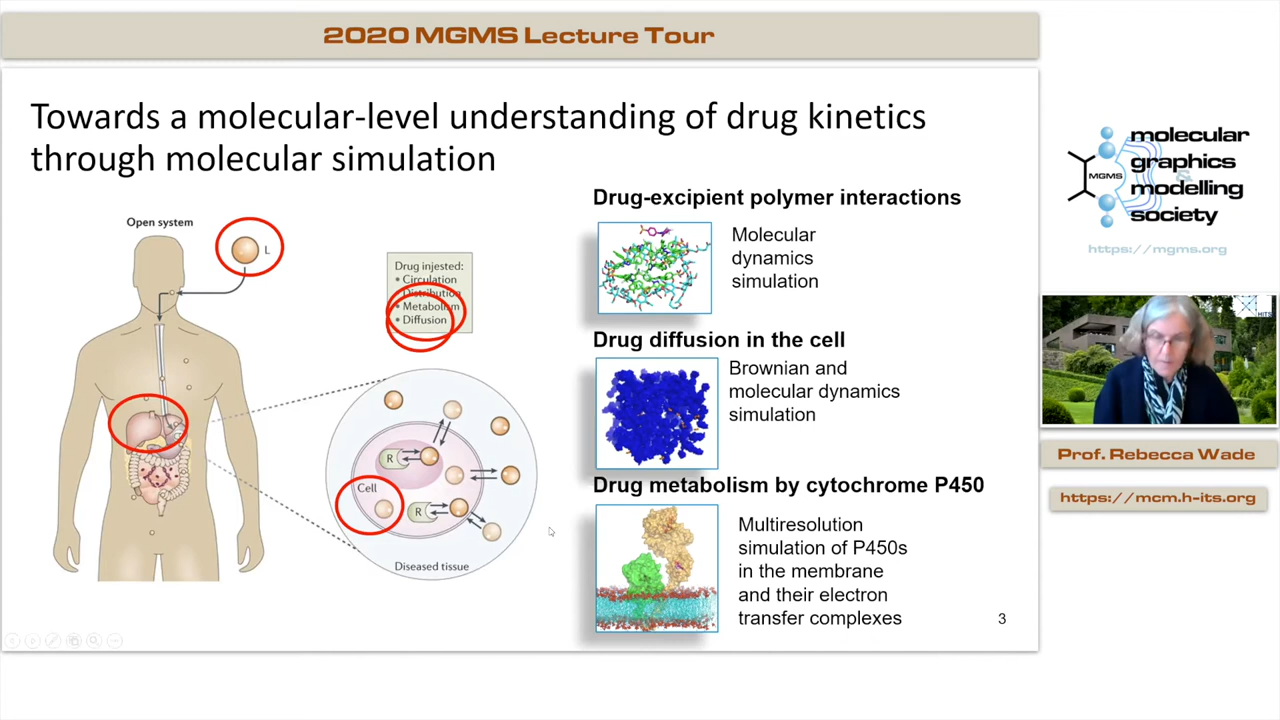 2020 MGMS Lecture Tour
Towards a molecular-level understanding of drug kinetics
through molecular simulation
Open system
L
Drug injested:
• Circulation
• Distribution
• Metabolism
• Diffusion
R
Cell
R
Diseased tissue
Drug-excipient polymer interactions
Molecular
dynamics
simulation
Drug diffusion in the cell
Brownian and
molecular dynamics
simulation
Drug metabolism by cytochrome P450
Multiresolution
simulation of P450s
in the membrane
and their electron
transfer complexes
3
MGMS
molecular
graphics
&
modelling
society
https://mgms.org
HITS
Prof. Rebecca Wade
https://mcm.h-its.org